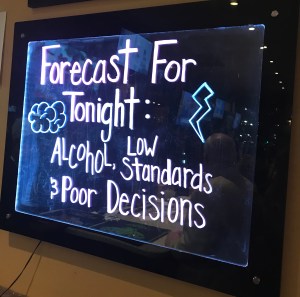 Forecast For
Tonight:
Alcohol, Low
Standards
& Poor Decisions